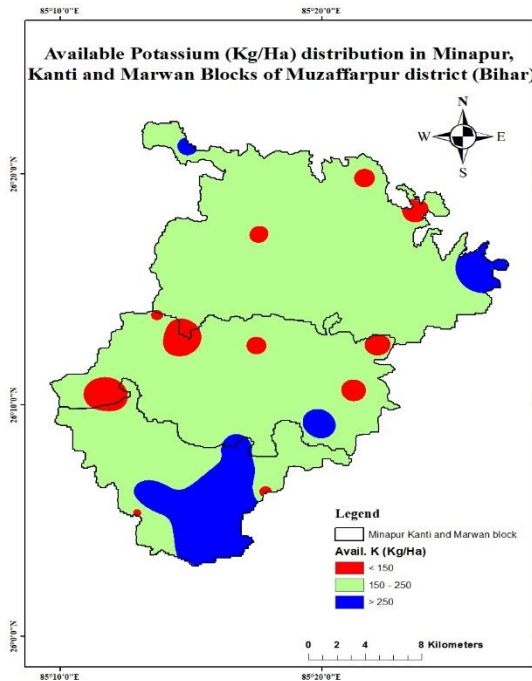 85°10'0"E 85°20'0"E
Available Potassium (Kg/Ha) distribution in Minapur,
Kanti and Marwan Blocks of Muzaffarpur district (Bihar)
N
W E
S
26°20'0"N
26°10'0"N
26°0'0"N
Legend
Minapur Kanti and Marwan block
Avail. K (Kg/Ha)
< 150
150 - 250
> 250
0 2 4 8 Kilometers
85°10'0"E 85°20'0"E